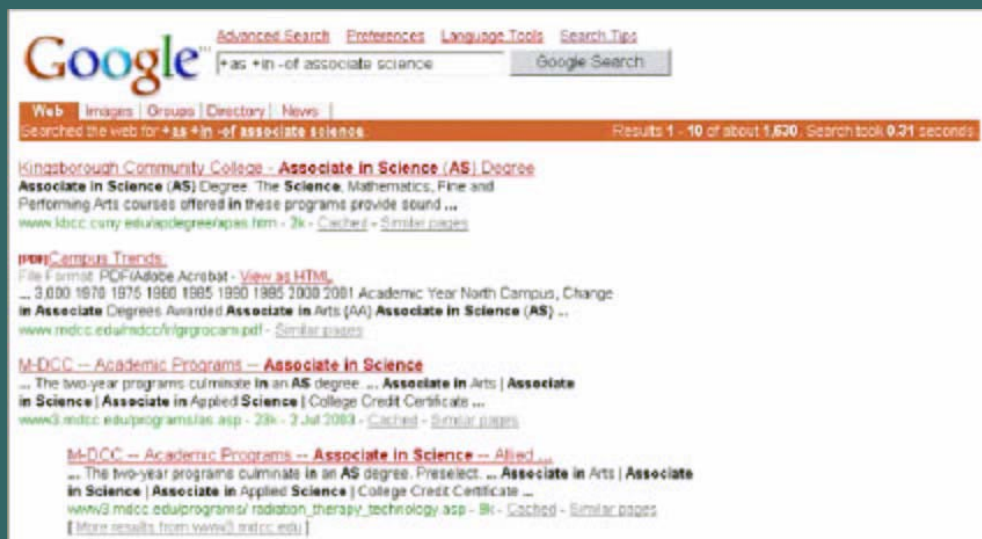 Google™
Advanced Search Preferences Language Tools Search Tips
+as +in -of associate science Google Search
Web Images Groups Directory News
Searched the web for +as +in -of associate science. Results 1 - 10 of about 1,630. Search took 0.31 seconds.
Kingsborough Community College - Associate in Science (AS) Degree
Associate in Science (AS) Degree. The Science, Mathematics, Fine and
Performing Arts courses offered in these programs provide sound ...
www.kbcc.cuny.edu/apdegree/apas.htm - 2k - Cached - Similar pages
[PDF]Campus Trends:
File Format: PDF/Adobe Acrobat - View as HTML
... 3,000 1970 1975 1980 1985 1990 1995 2000 2001 Academic Year North Campus, Change
in Associate Degrees Awarded Associate in Arts (AA) Associate in Science (AS) ...
www.mdcc.edu/mdcc/ir/grgrocam.pdf - Similar pages
M-DCC -- Academic Programs -- Associate in Science
... The two-year programs culminate in an AS degree. ... Associate in Arts | Associate
in Science | Associate in Applied Science | College Credit Certificate ...
www3.mdcc.edu/programs/as.asp - 23k - 2 Jul 2003 - Cached - Similar pages
M-DCC -- Academic Programs -- Associate in Science -- Allied ...
... The two-year programs culminate in an AS degree. Preselect. ... Associate in Arts | Associate
in Science | Associate in Applied Science | College Credit Certificate ...
www3.mdcc.edu/programs/ radiation_therapy_technology.asp - 9k - Cached - Similar pages
[ More results from www3.mdcc.edu ]